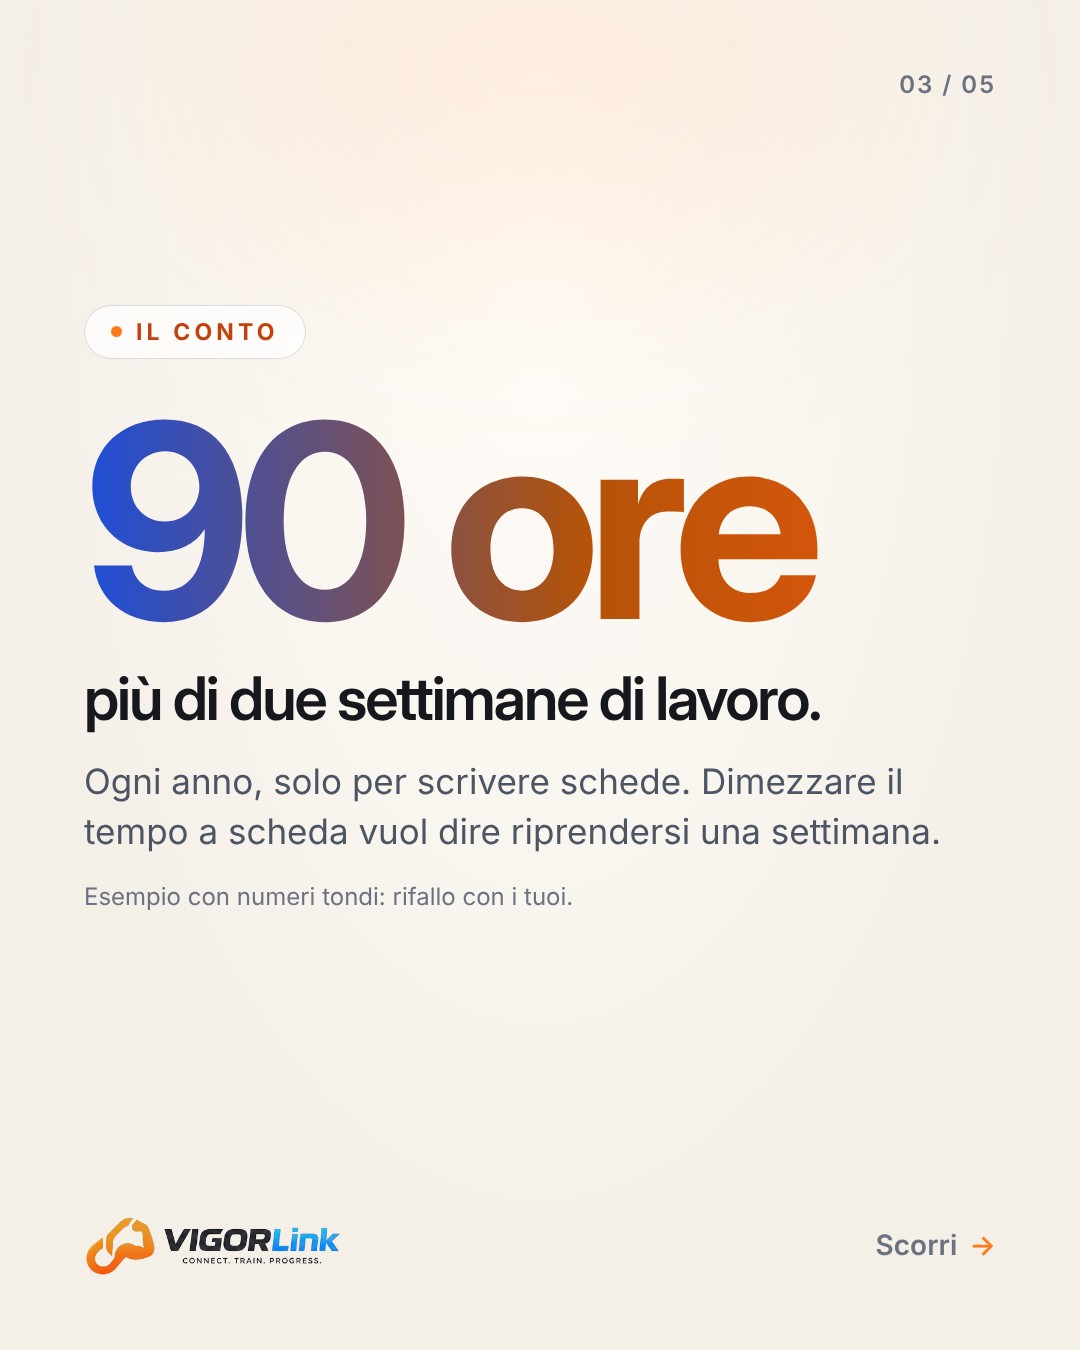 03 / 05
IL CONTO
90 ore
più di due settimane di lavoro.
Ogni anno, solo per scrivere schede. Dimezzare il
tempo a scheda vuol dire riprendersi una settimana.
Esempio con numeri tondi: rifallo con i tuoi.
VIGORLink
CONNECT. TRAIN. PROGRESS.
Scorri →